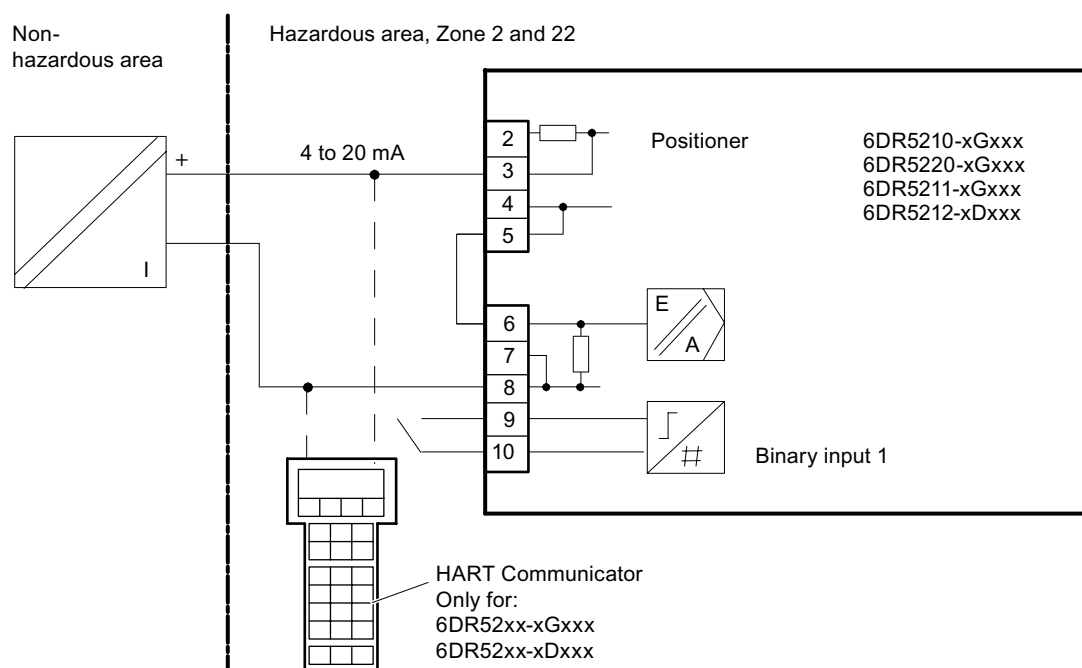 Non-
hazardous area
Hazardous area, Zone 2 and 22
+
I
4 to 20 mA
2
3
4
5
6
7
8
9
10
Positioner
6DR5210-xGxxx
6DR5220-xGxxx
6DR5211-xGxxx
6DR5212-xDxxx
E
A
#
Binary input 1
HART Communicator
Only for:
6DR52xx-xGxxx
6DR52xx-xDxxx